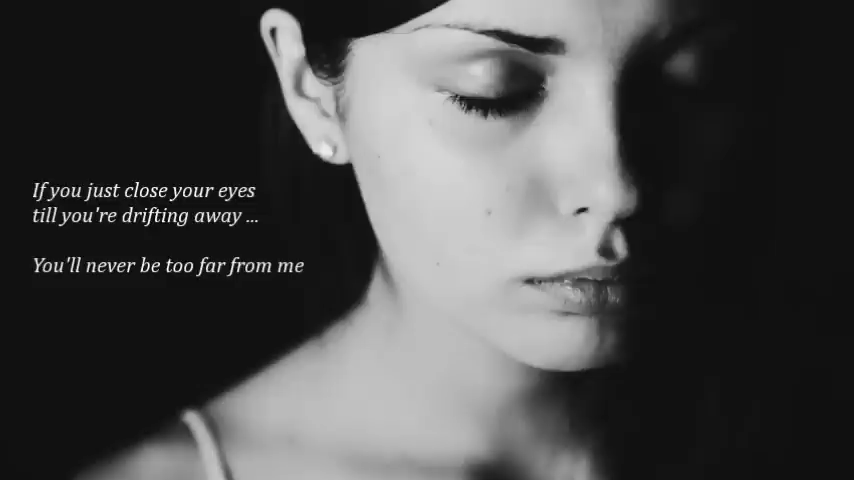 If you just close your eyes
till you're drifting away ...
You'll never be too far from me